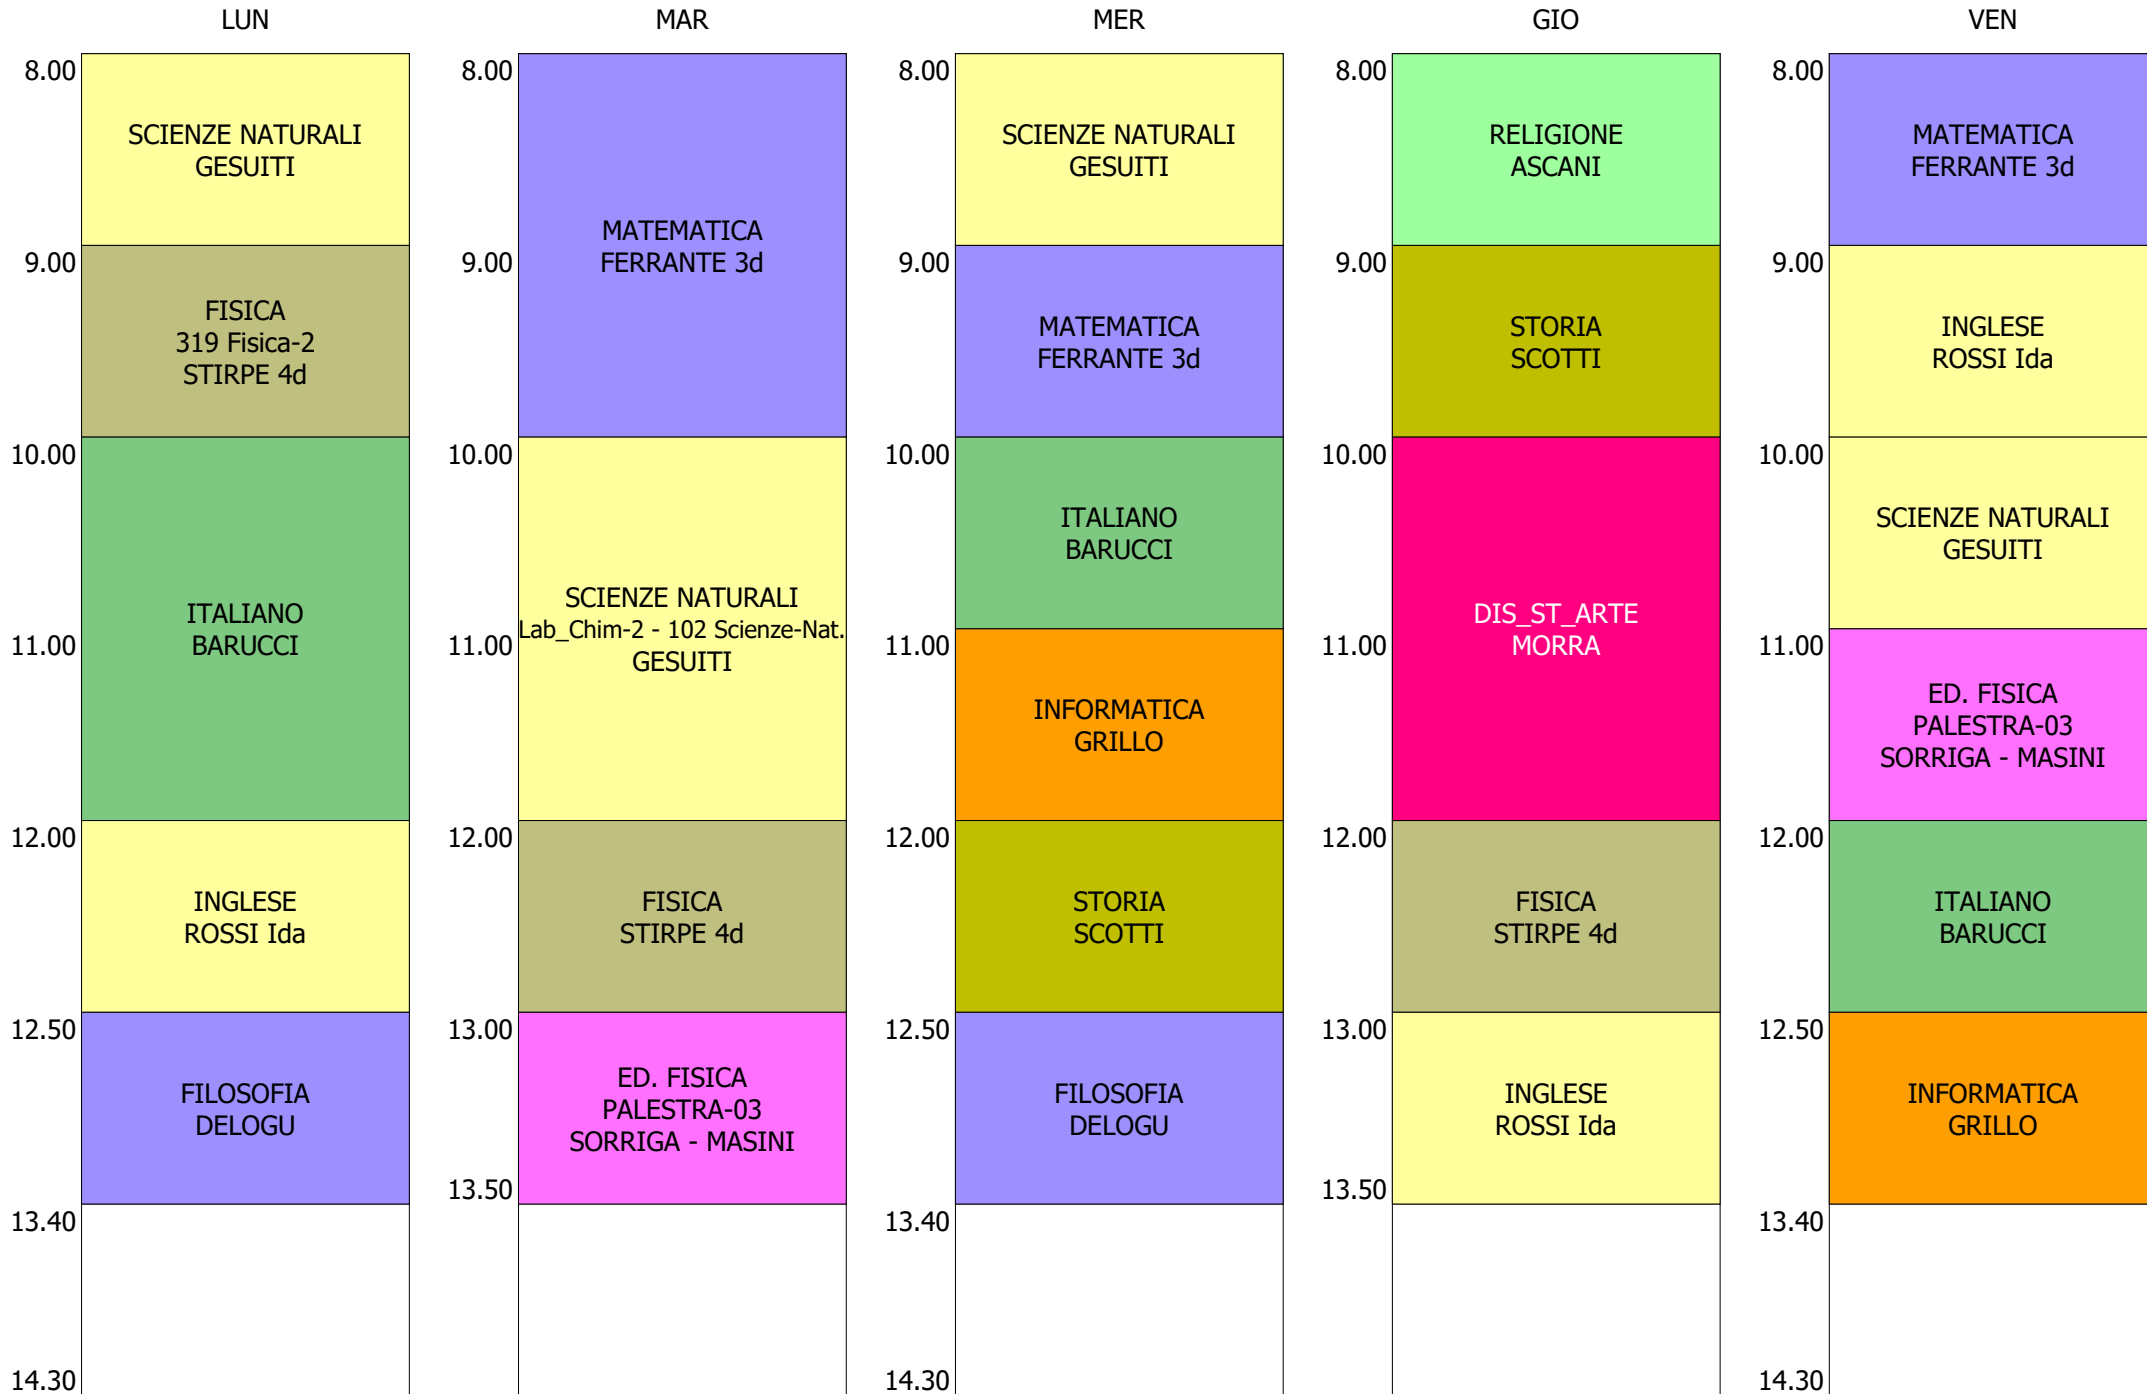 LUN
8.00
SCIENZE NATURALI
GESUITI
9.00
FISICA
319 Fisica-2
STIRPE 4d
10.00
ITALIANO
BARUCCI
11.00
12.00
INGLESE
ROSSI Ida
12.50
FILOSOFIA
DELOGU
13.40
14.30
MAR
8.00
MATEMATICA
FERRANTE 3d
9.00
10.00
SCIENZE NATURALI
Lab_Chim-2 - 102 Scienze-Nat.
GESUITI
11.00
12.00
FISICA
STIRPE 4d
13.00
ED. FISICA
PALESTRA-03
SORRIGA - MASINI
13.50
MER
8.00
SCIENZE NATURALI
GESUITI
9.00
MATEMATICA
FERRANTE 3d
10.00
ITALIANO
BARUCCI
11.00
INFORMATICA
GRILLO
12.00
STORIA
SCOTTI
12.50
FILOSOFIA
DELOGU
13.40
14.30
GIO
8.00
RELIGIONE
ASCANI
9.00
STORIA
SCOTTI
10.00
DIS_ST_ARTE
MORRA
11.00
12.00
FISICA
STIRPE 4d
13.00
INGLESE
ROSSI Ida
13.50
VEN
8.00
MATEMATICA
FERRANTE 3d
9.00
INGLESE
ROSSI Ida
10.00
SCIENZE NATURALI
GESUITI
11.00
ED. FISICA
PALESTRA-03
SORRIGA - MASINI
12.00
ITALIANO
BARUCCI
12.50
INFORMATICA
GRILLO
13.40
14.30